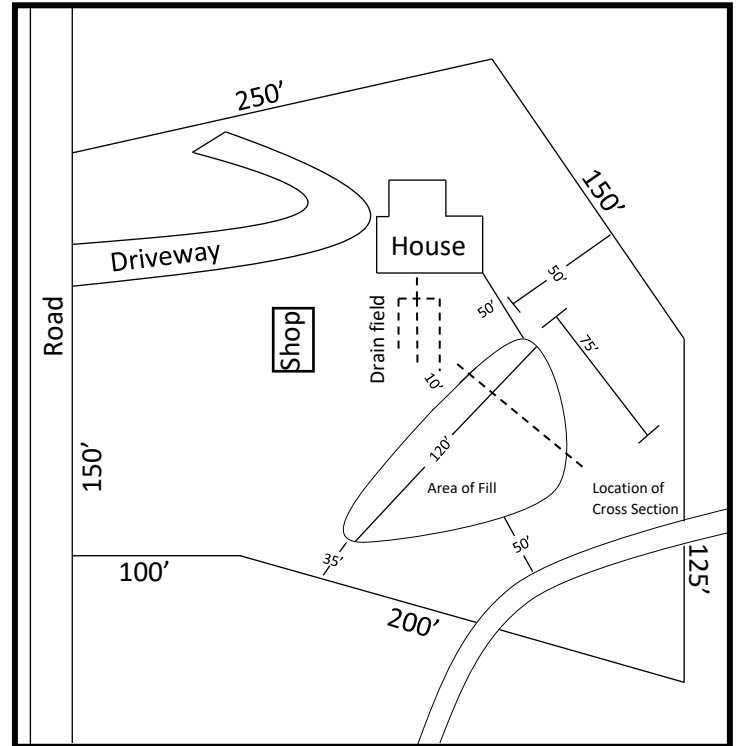 250’
150’
Driveway
House
50’
50’
Road
Shop
Drain field
75’
10’
120’
150’
Area of Fill
Location of
Cross Section
35’
50’
100’
125’
200’